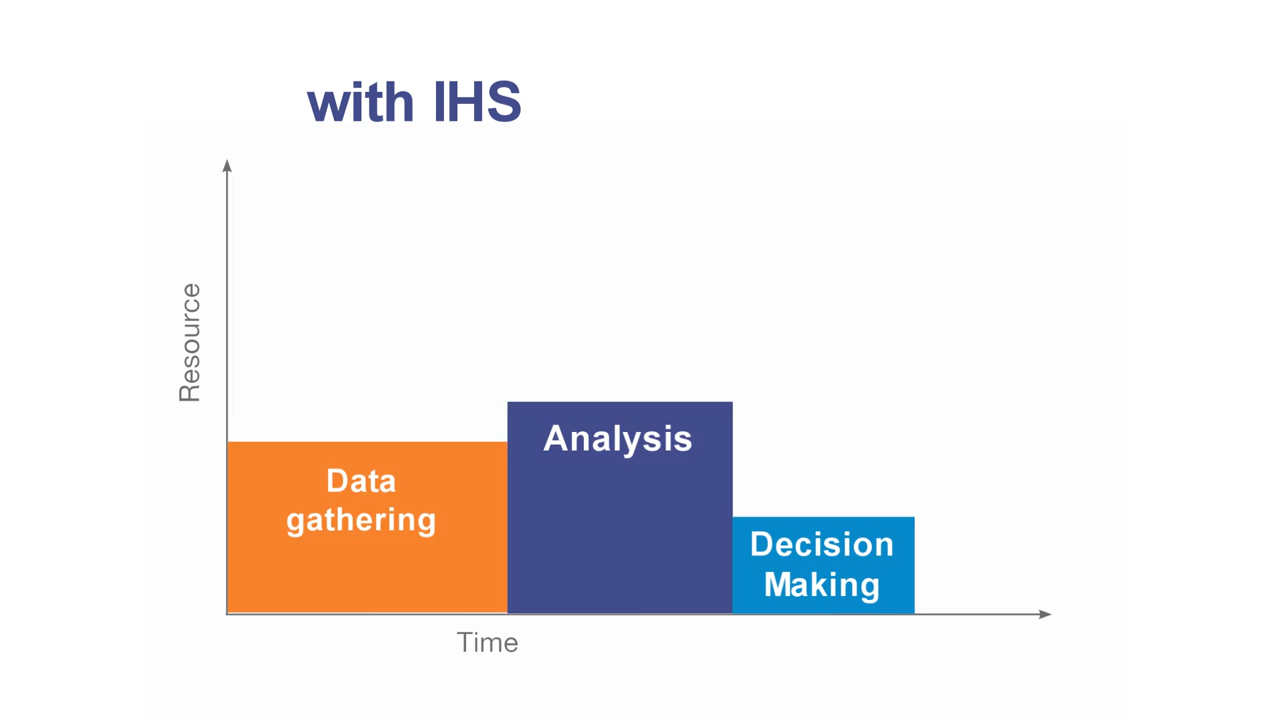 with IHS
Resource
Analysis
Data
gathering
Decision
Making
Time